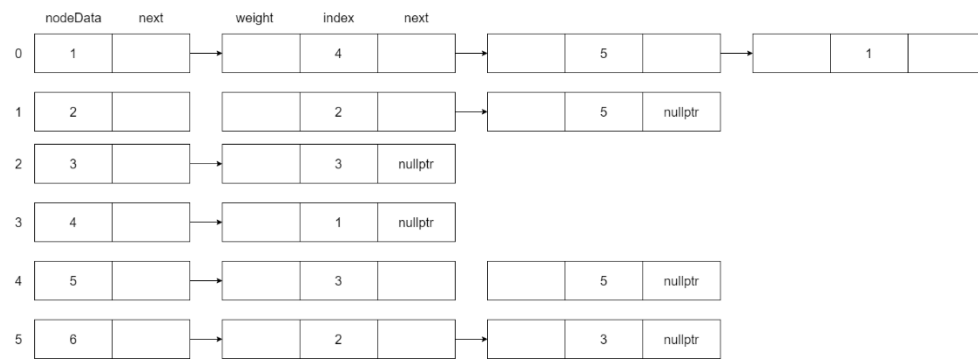 nodeData next weight index next
0 1 4 5 1
1 2 2 5 nullptr
2 3 3 nullptr
3 4 1 nullptr
4 5 3 5 nullptr
5 6 2 3 nullptr